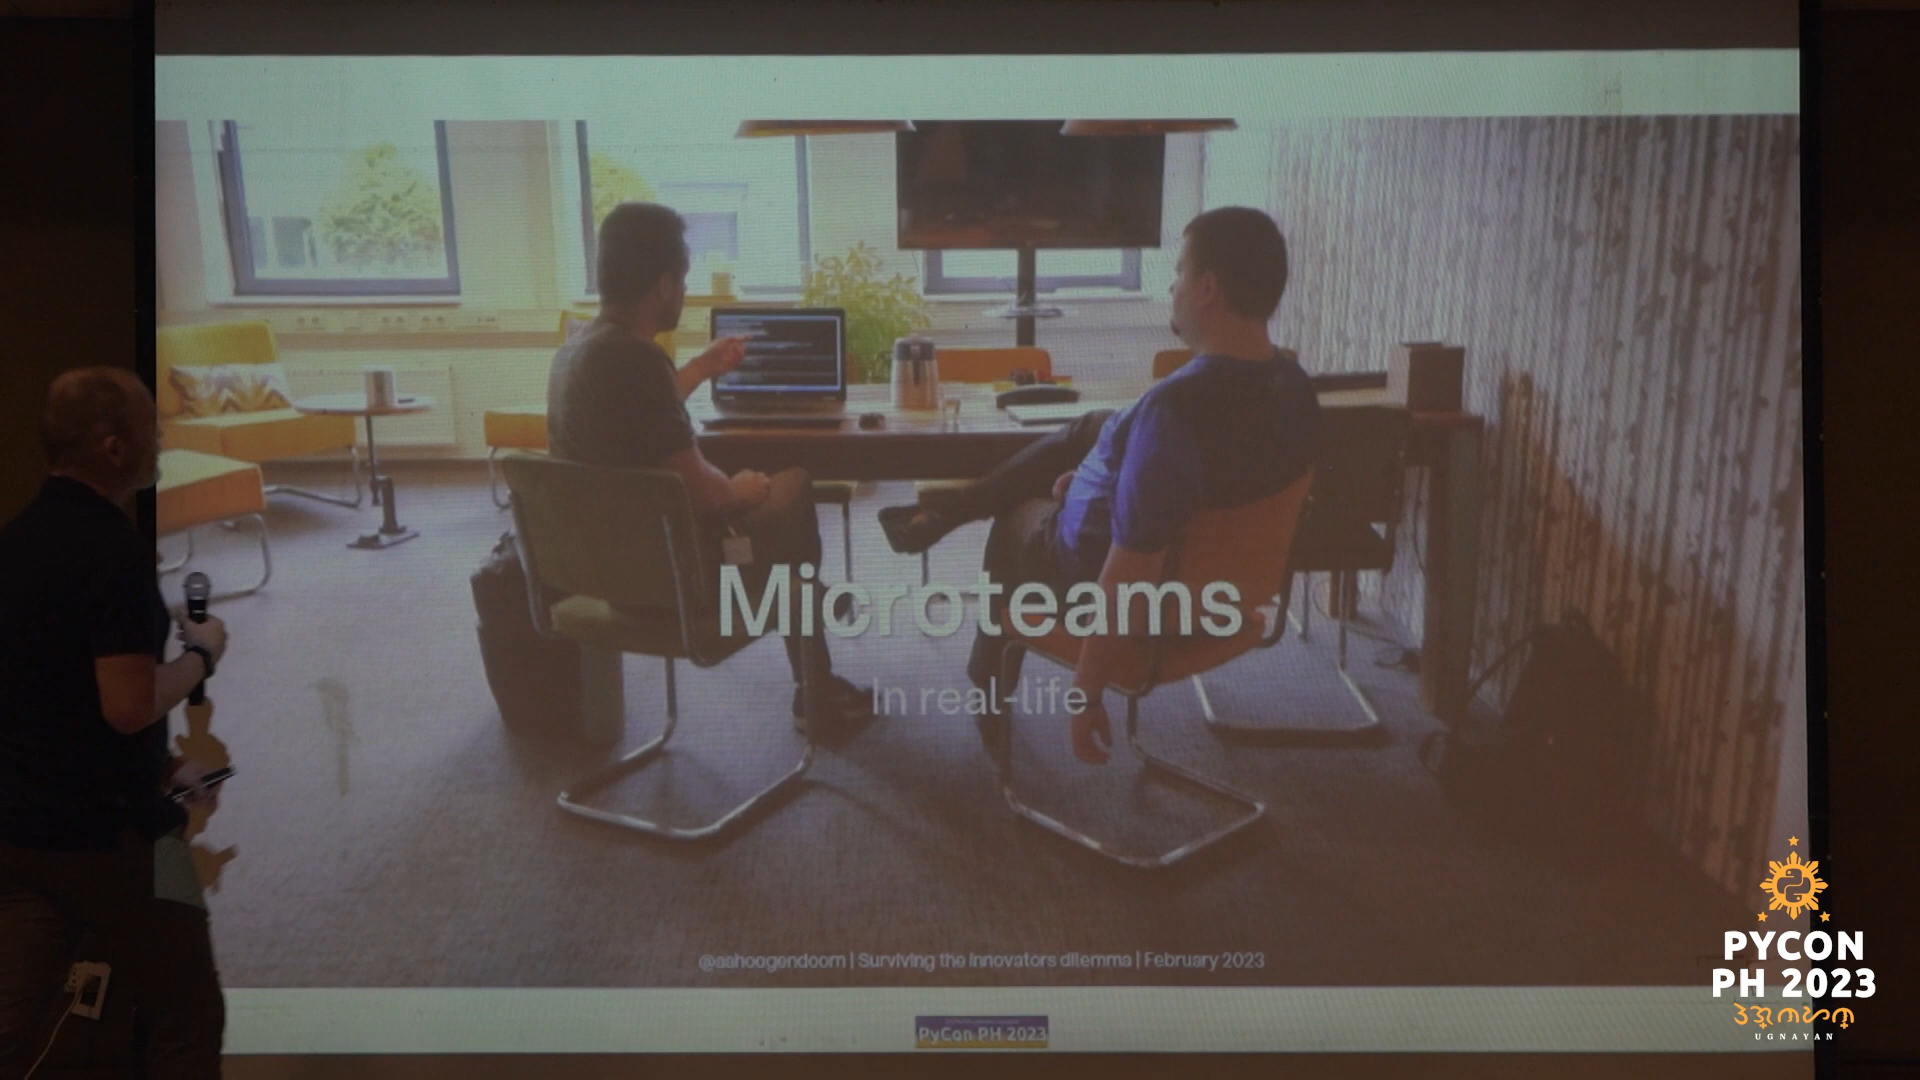 Microteams
In real-life
@aahoogendoorn | Surviving the innovators dilemma | February 2023
PyCon PH 2023
PYCON
PH 2023
UGNAYAN